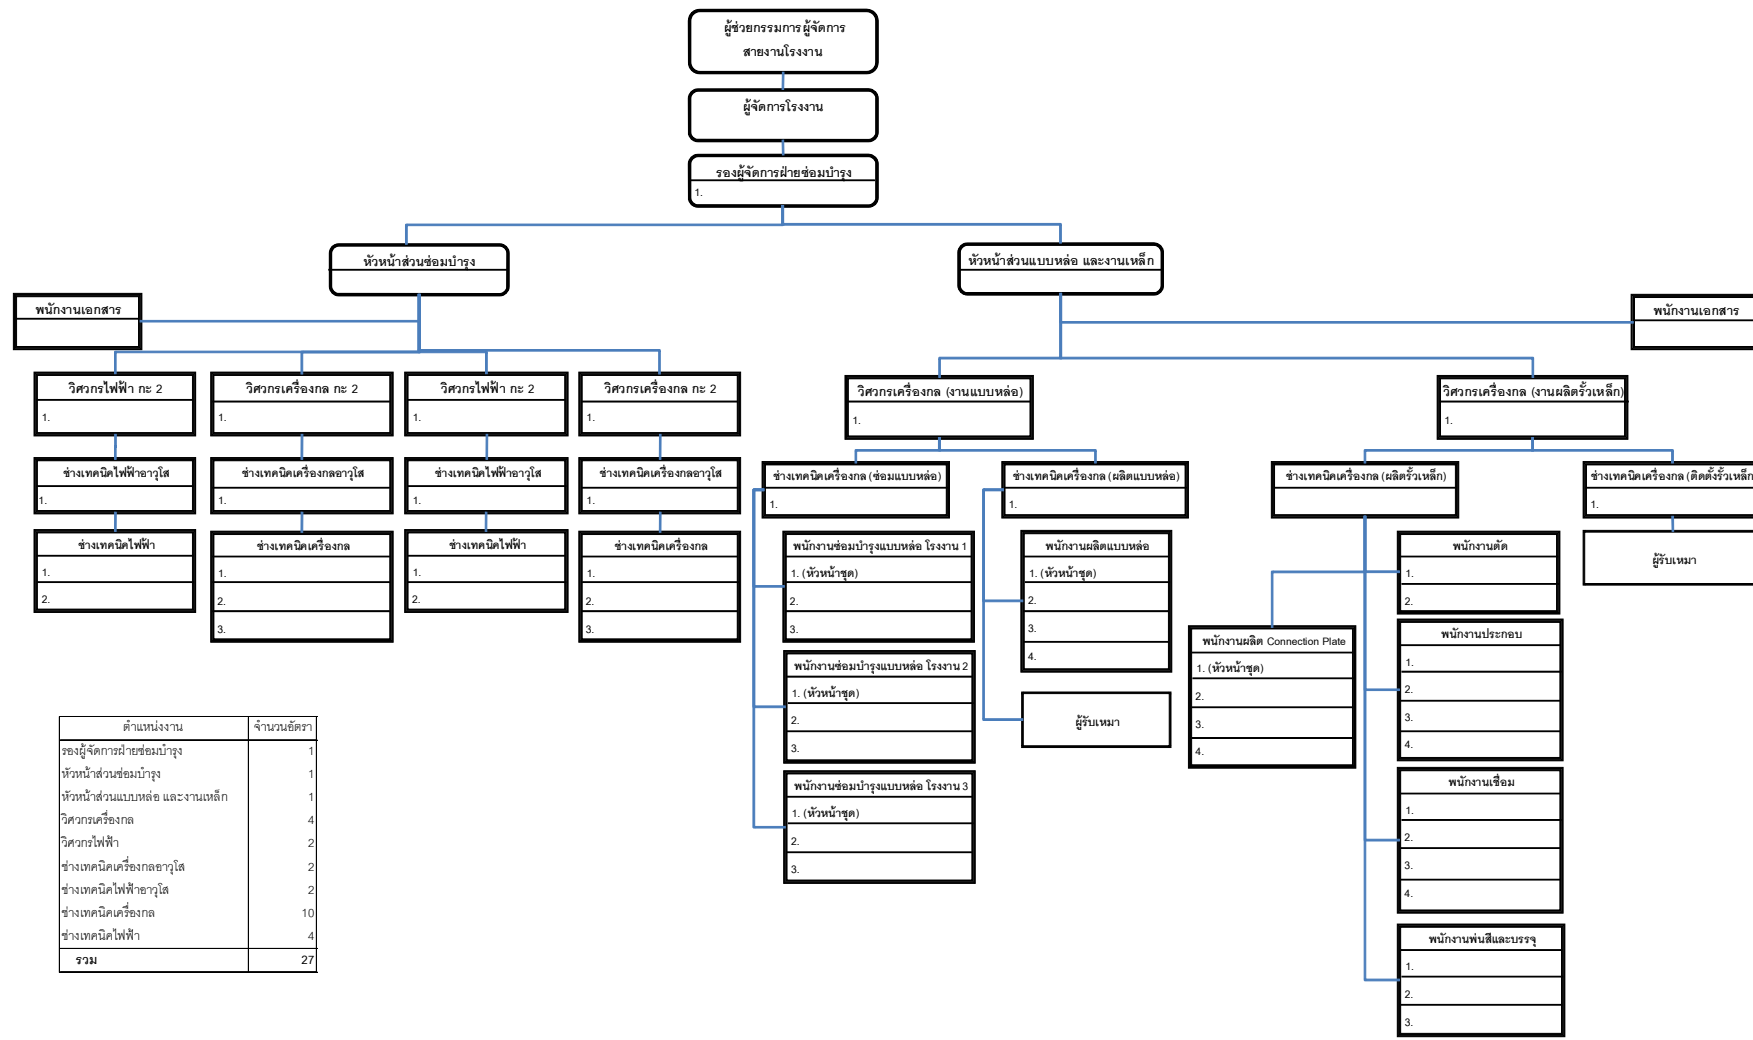 ผู้ช่วยกรรมการผู้จัดการ
สายงานโรงงาน
ผู้จัดการโรงงาน
รองผู้จัดการฝ่ายซ่อมบำรุง
1.
หัวหน้าส่วนซ่อมบำรุง
หัวหน้าส่วนแบบหล่อ และงานเหล็ก
พนักงานเอกสาร
พนักงานเอกสาร
วิศวกรไฟฟ้า กะ 2
1.
วิศวกรเครื่องกล กะ 2
1.
วิศวกรไฟฟ้า กะ 2
1.
วิศวกรเครื่องกล กะ 2
1.
วิศวกรเครื่องกล (งานแบบหล่อ)
1.
วิศวกรเครื่องกล (งานผลิตรั้วเหล็ก)
1.
ช่างเทคนิคไฟฟ้าอาวุโส
1.
ช่างเทคนิคเครื่องกลอาวุโส
1.
ช่างเทคนิคไฟฟ้าอาวุโส
1.
ช่างเทคนิคเครื่องกลอาวุโส
1.
ช่างเทคนิคเครื่องกล (ซ่อมแบบหล่อ)
1.
ช่างเทคนิคเครื่องกล (ผลิตแบบหล่อ)
1.
ช่างเทคนิคเครื่องกล (ผลิตรั้วเหล็ก)
ช่างเทคนิคเครื่องกล (ติดตั้งรั้วเหล็ก)
1.
ช่างเทคนิคไฟฟ้า
1.
2.
ช่างเทคนิคเครื่องกล
1.
2.
3.
ช่างเทคนิคไฟฟ้า
1.
2.
ช่างเทคนิคเครื่องกล
1.
2.
3.
พนักงานซ่อมบำรุงแบบหล่อ โรงงาน 1
1. (หัวหน้าชุด)
2.
3.
พนักงานซ่อมบำรุงแบบหล่อ โรงงาน 2
1. (หัวหน้าชุด)
2.
3.
พนักงานซ่อมบำรุงแบบหล่อ โรงงาน 3
1. (หัวหน้าชุด)
2.
3.
พนักงานผลิตแบบหล่อ
1. (หัวหน้าชุด)
2.
3.
4.
ผู้รับเหมา
พนักงานผลิต Connection Plate
1. (หัวหน้าชุด)
2.
3.
4.
พนักงานตัด
1.
2.
พนักงานประกอบ
1.
2.
3.
4.
พนักงานเชื่อม
1.
2.
3.
4.
พนักงานพ่นสีและบรรจุ
1.
2.
3.
ผู้รับเหมา
ตำแหน่งงาน จำนวนอัตรา
รองผู้จัดการฝ่ายซ่อมบำรุง 1
หัวหน้าส่วนซ่อมบำรุง 1
หัวหน้าส่วนแบบหล่อ และงานเหล็ก 1
วิศวกรเครื่องกล 4
วิศวกรไฟฟ้า 2
ช่างเทคนิคเครื่องกลอาวุโส 2
ช่างเทคนิคไฟฟ้าอาวุโส 2
ช่างเทคนิคเครื่องกล 10
ช่างเทคนิคไฟฟ้า 4
รวม 27